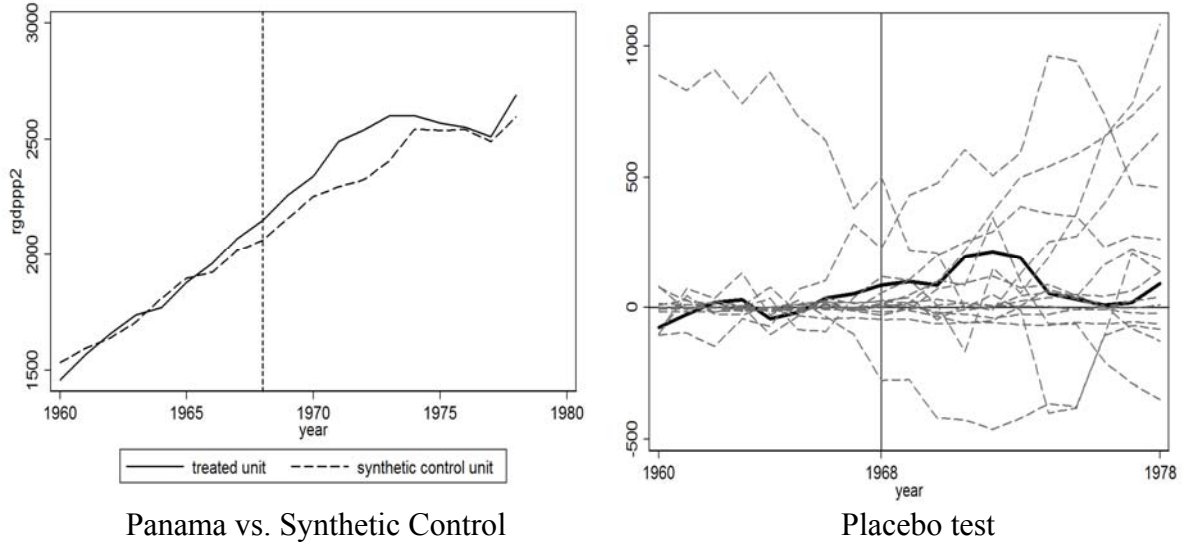 3000
2500
2000
1500
rgdppp2
1960
1965
1970
1975
1980
year
treated unit
synthetic control unit
Panama vs. Synthetic Control
1000
500
0
-500
1960
1968
1978
year
Placebo test